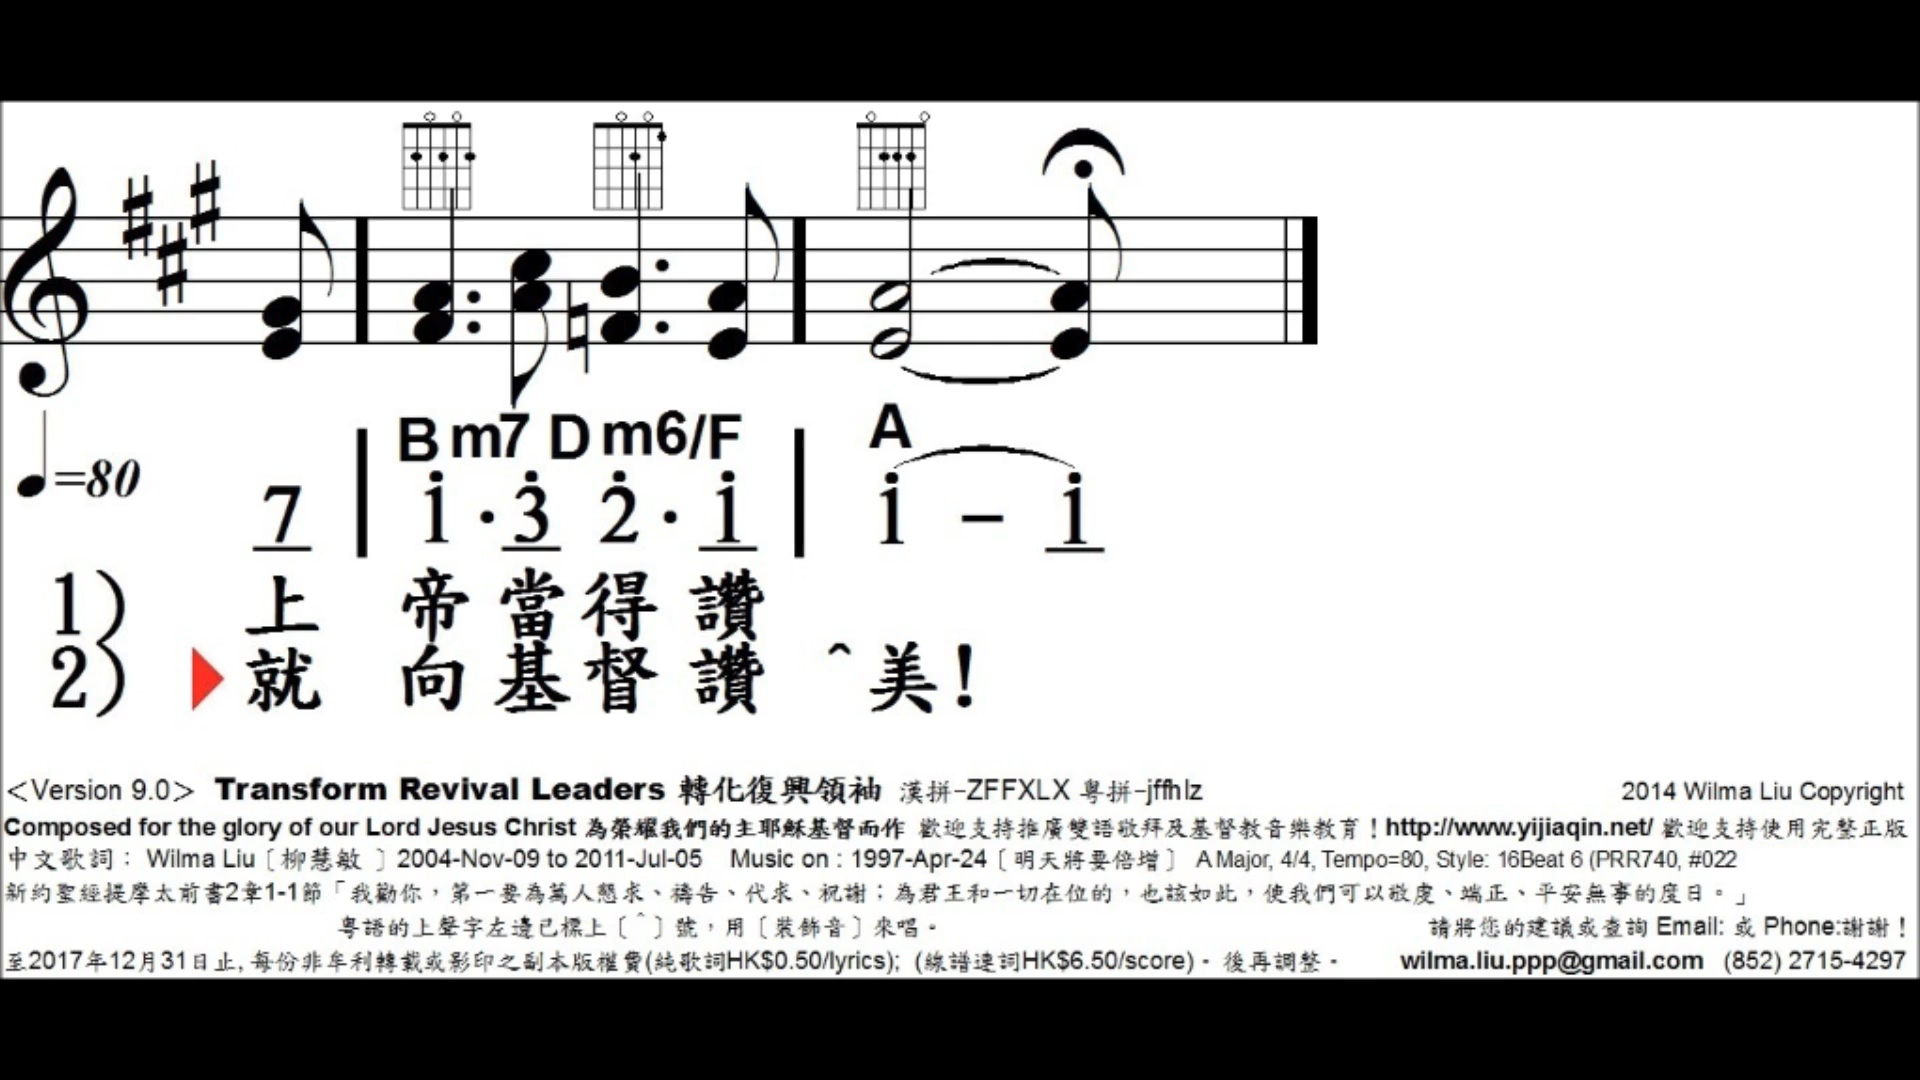 Bm7 Dm6/F A
♩=80 7 | i · 3 2 · i | i – i
1) 上 帝 當 得 讚
2) 就 向 基 督 讚 ˆ美!
<Version 9.0> Transform Revival Leaders 轉化復興領袖 漢拼-ZFFXLX 粵拼-jffhlz 2014 Wilma Liu Copyright
Composed for the glory of our Lord Jesus Christ 為榮耀我們的主耶穌基督而作 歡迎支持推廣雙語敬拜及基督教音樂教育!http://www.yijiaqin.net/ 歡迎支持使用完整正版
中文歌詞: Wilma Liu〔柳慧敏 〕2004-Nov-09 to 2011-Jul-05 Music on : 1997-Apr-24〔明天將要倍增〕 A Major, 4/4, Tempo=80, Style: 16Beat 6 (PRR740, #022
新約聖經提摩太前書2章1-1節「我勸你,第一要為萬人懇求、禱告、代求、祝謝;為君王和一切在位的,也該如此,使我們可以敬虔、端正、平安無事的度日。」
粵語的上聲字左邊已標上〔ˆ〕號,用〔裝飾音〕來唱。 請將您的建議或查詢 Email: 或 Phone:謝謝!
至2017年12月31日止, 每份非牟利轉載或影印之副本版權費(純歌詞HK$0.50/lyrics); (線譜連詞HK$6.50/score)。後再調整。 wilma.liu.ppp@gmail.com (852) 2715-4297